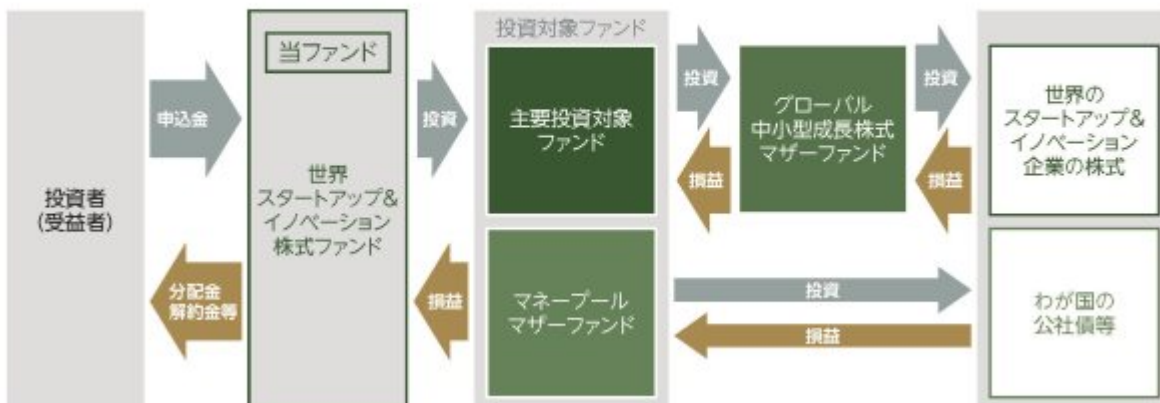 投資対象ファンド
当ファンド
申込金
投資
投資
投資
主要投資対象
ファンド
グローバル
中小型成長株式
マザーファンド
世界の
スタートアップ&
イノベーション
企業の株式
損益
損益
投資者
(受益者)
世界
スタートアップ&
イノベーション
株式ファンド
分配金
解約金等
損益
マネープール
マザーファンド
投資
損益
わが国の
公社債等